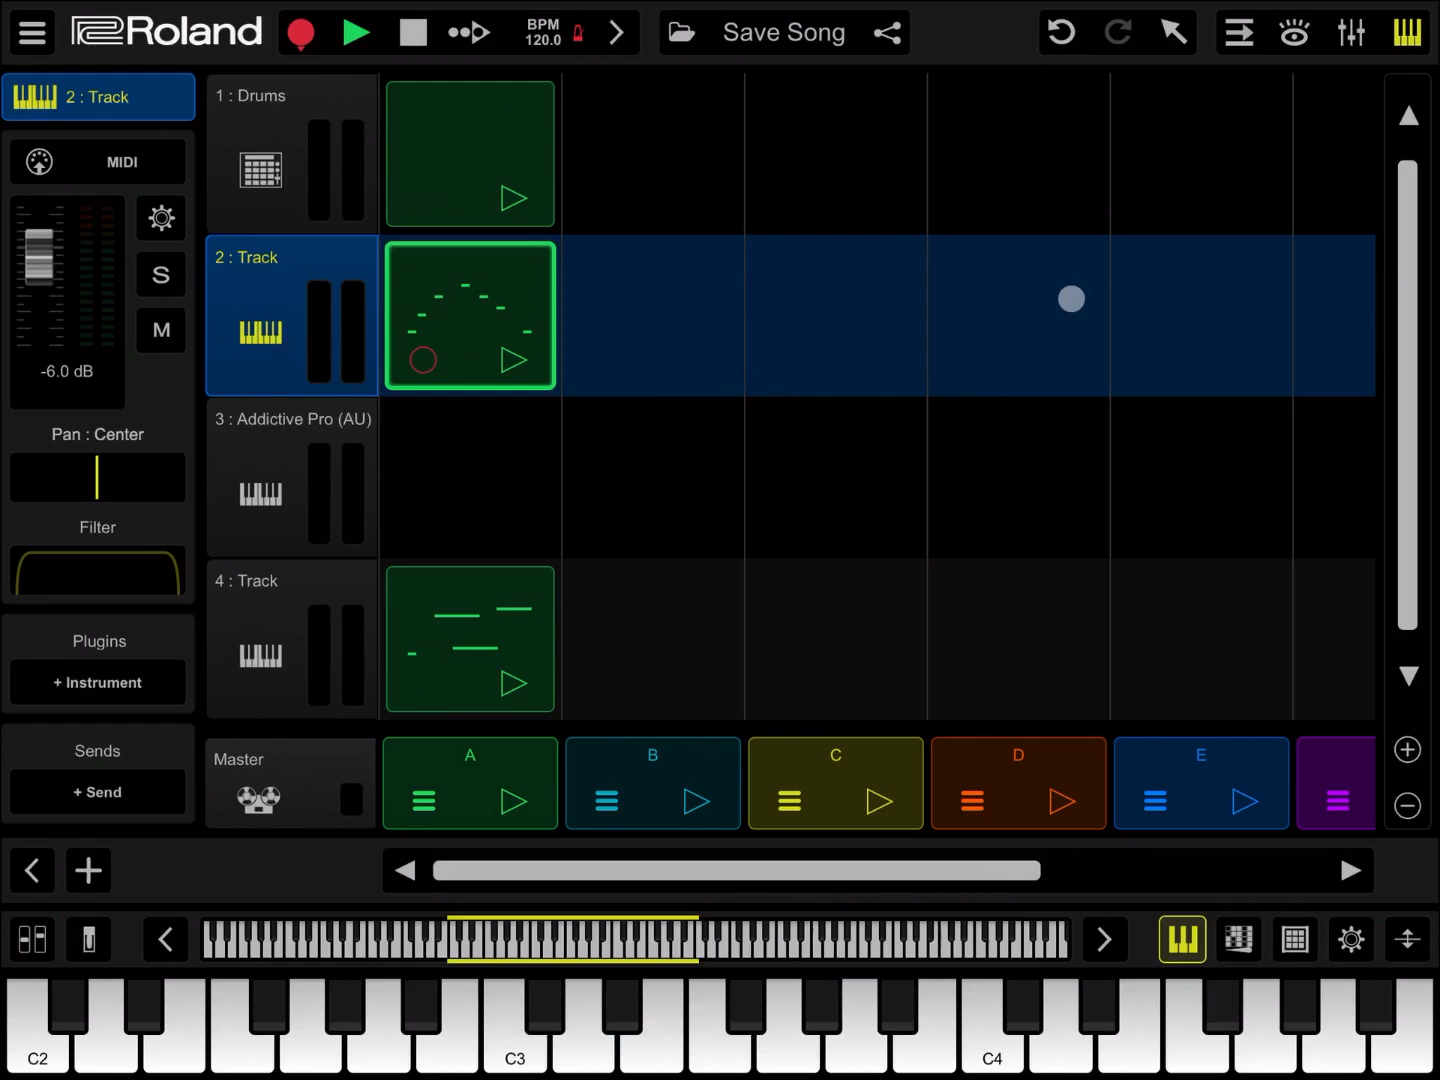 Roland
BPM
120.0
Save Song
2 : Track
MIDI
S
M
-6.0 dB
Pan : Center
Filter
Plugins
+ Instrument
Sends
+ Send
1 : Drums
2 : Track
3 : Addictive Pro (AU)
4 : Track
Master
A
B
C
D
E
C2
C3
C4